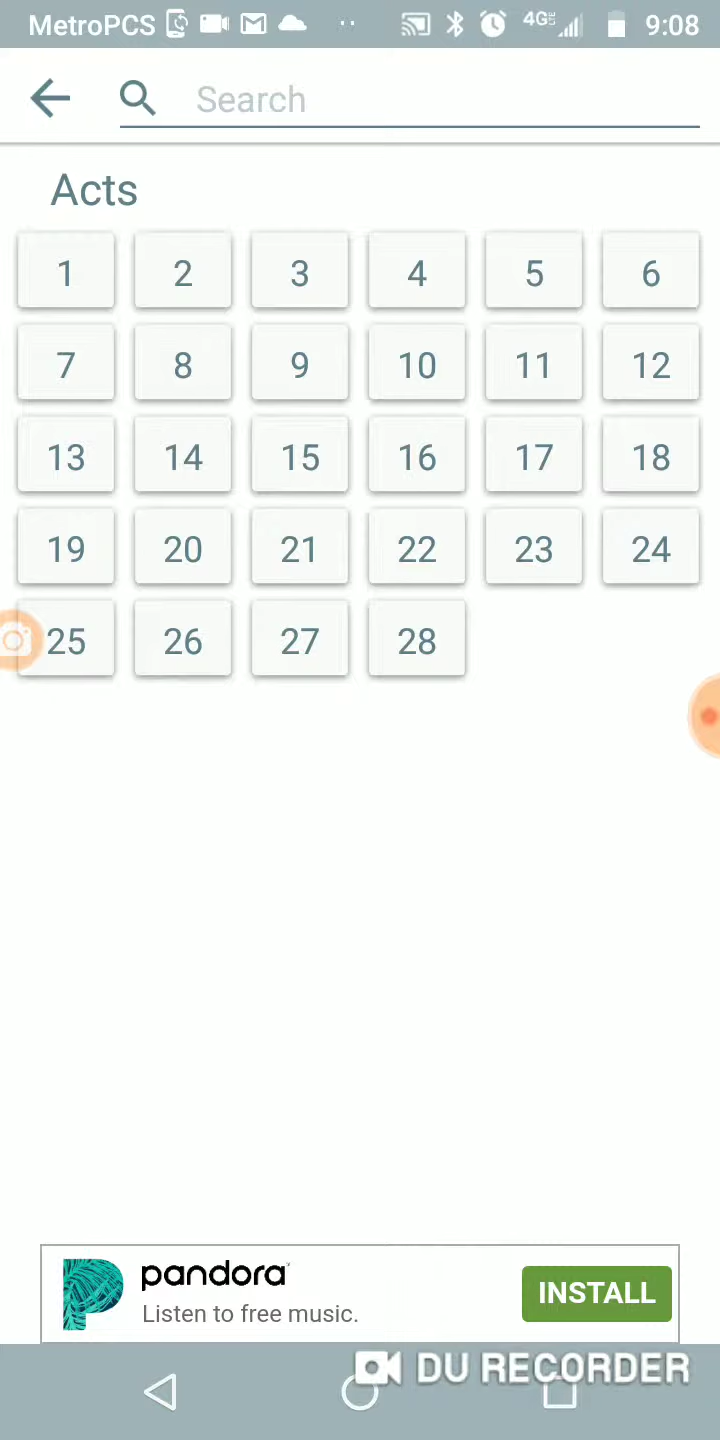 MetroPCS 4G LTE 9:08
Search
Acts
1 2 3 4 5 6
7 8 9 10 11 12
13 14 15 16 17 18
19 20 21 22 23 24
25 26 27 28
pandora
Listen to free music.
INSTALL
DU RECORDER